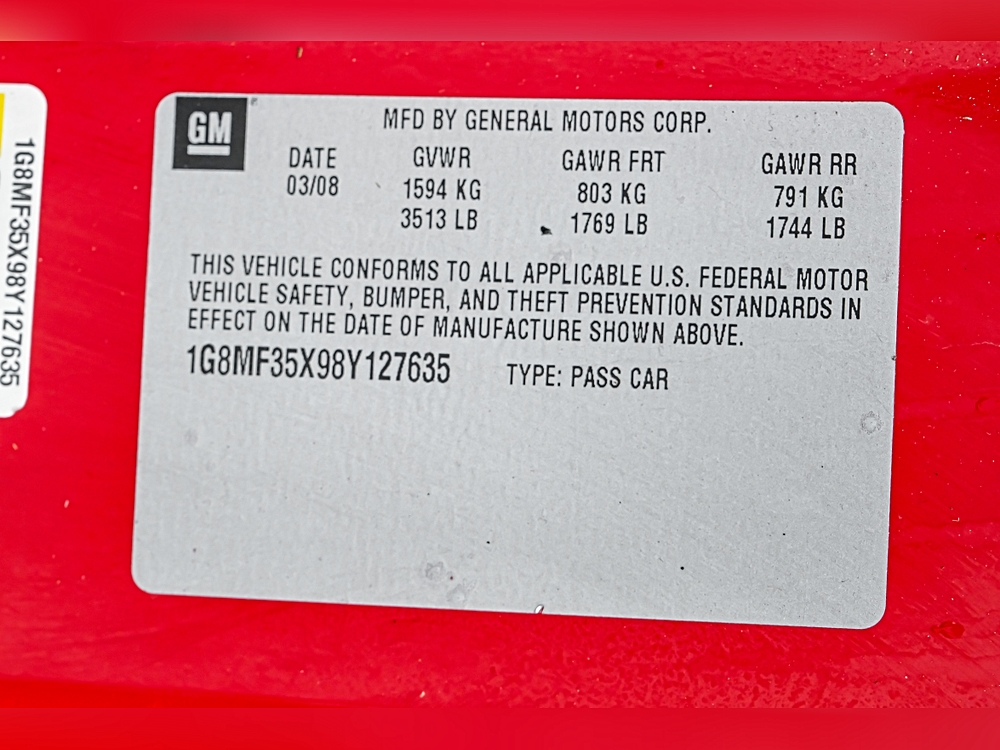 GM
MFD BY GENERAL MOTORS CORP.
DATE GVWR GAWR FRT GAWR RR
03/08 1594 KG 803 KG 791 KG
3513 LB 1769 LB 1744 LB
THIS VEHICLE CONFORMS TO ALL APPLICABLE U.S. FEDERAL MOTOR
VEHICLE SAFETY, BUMPER, AND THEFT PREVENTION STANDARDS IN
EFFECT ON THE DATE OF MANUFACTURE SHOWN ABOVE.
1G8MF35X98Y127635 TYPE: PASS CAR
1G8MF35X98Y127635